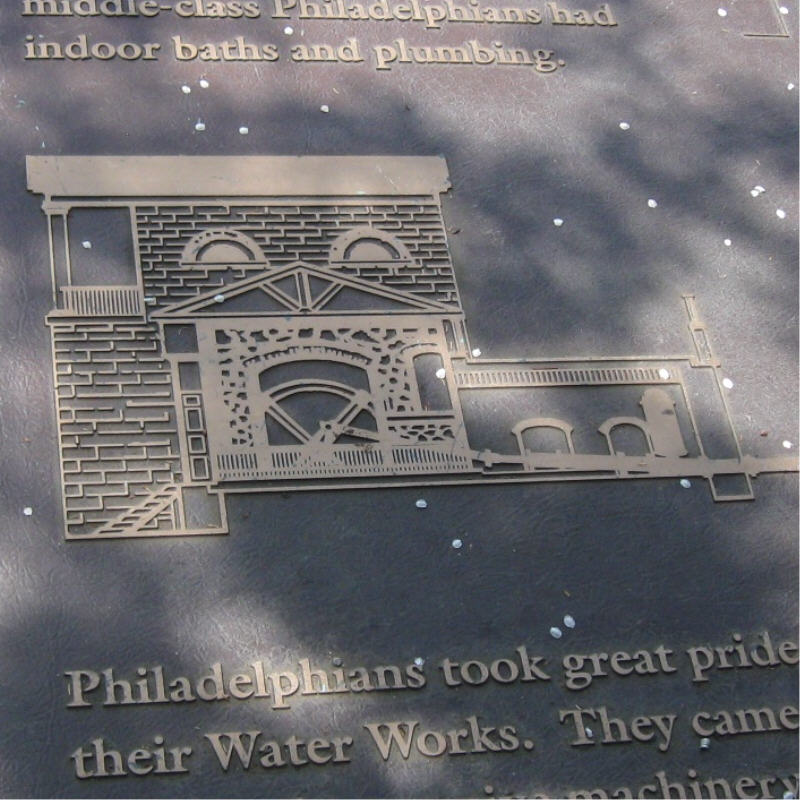 middle-class Philadelphians had
indoor baths and plumbing.
Philadelphians took great pride
their Water Works. They came
machinery